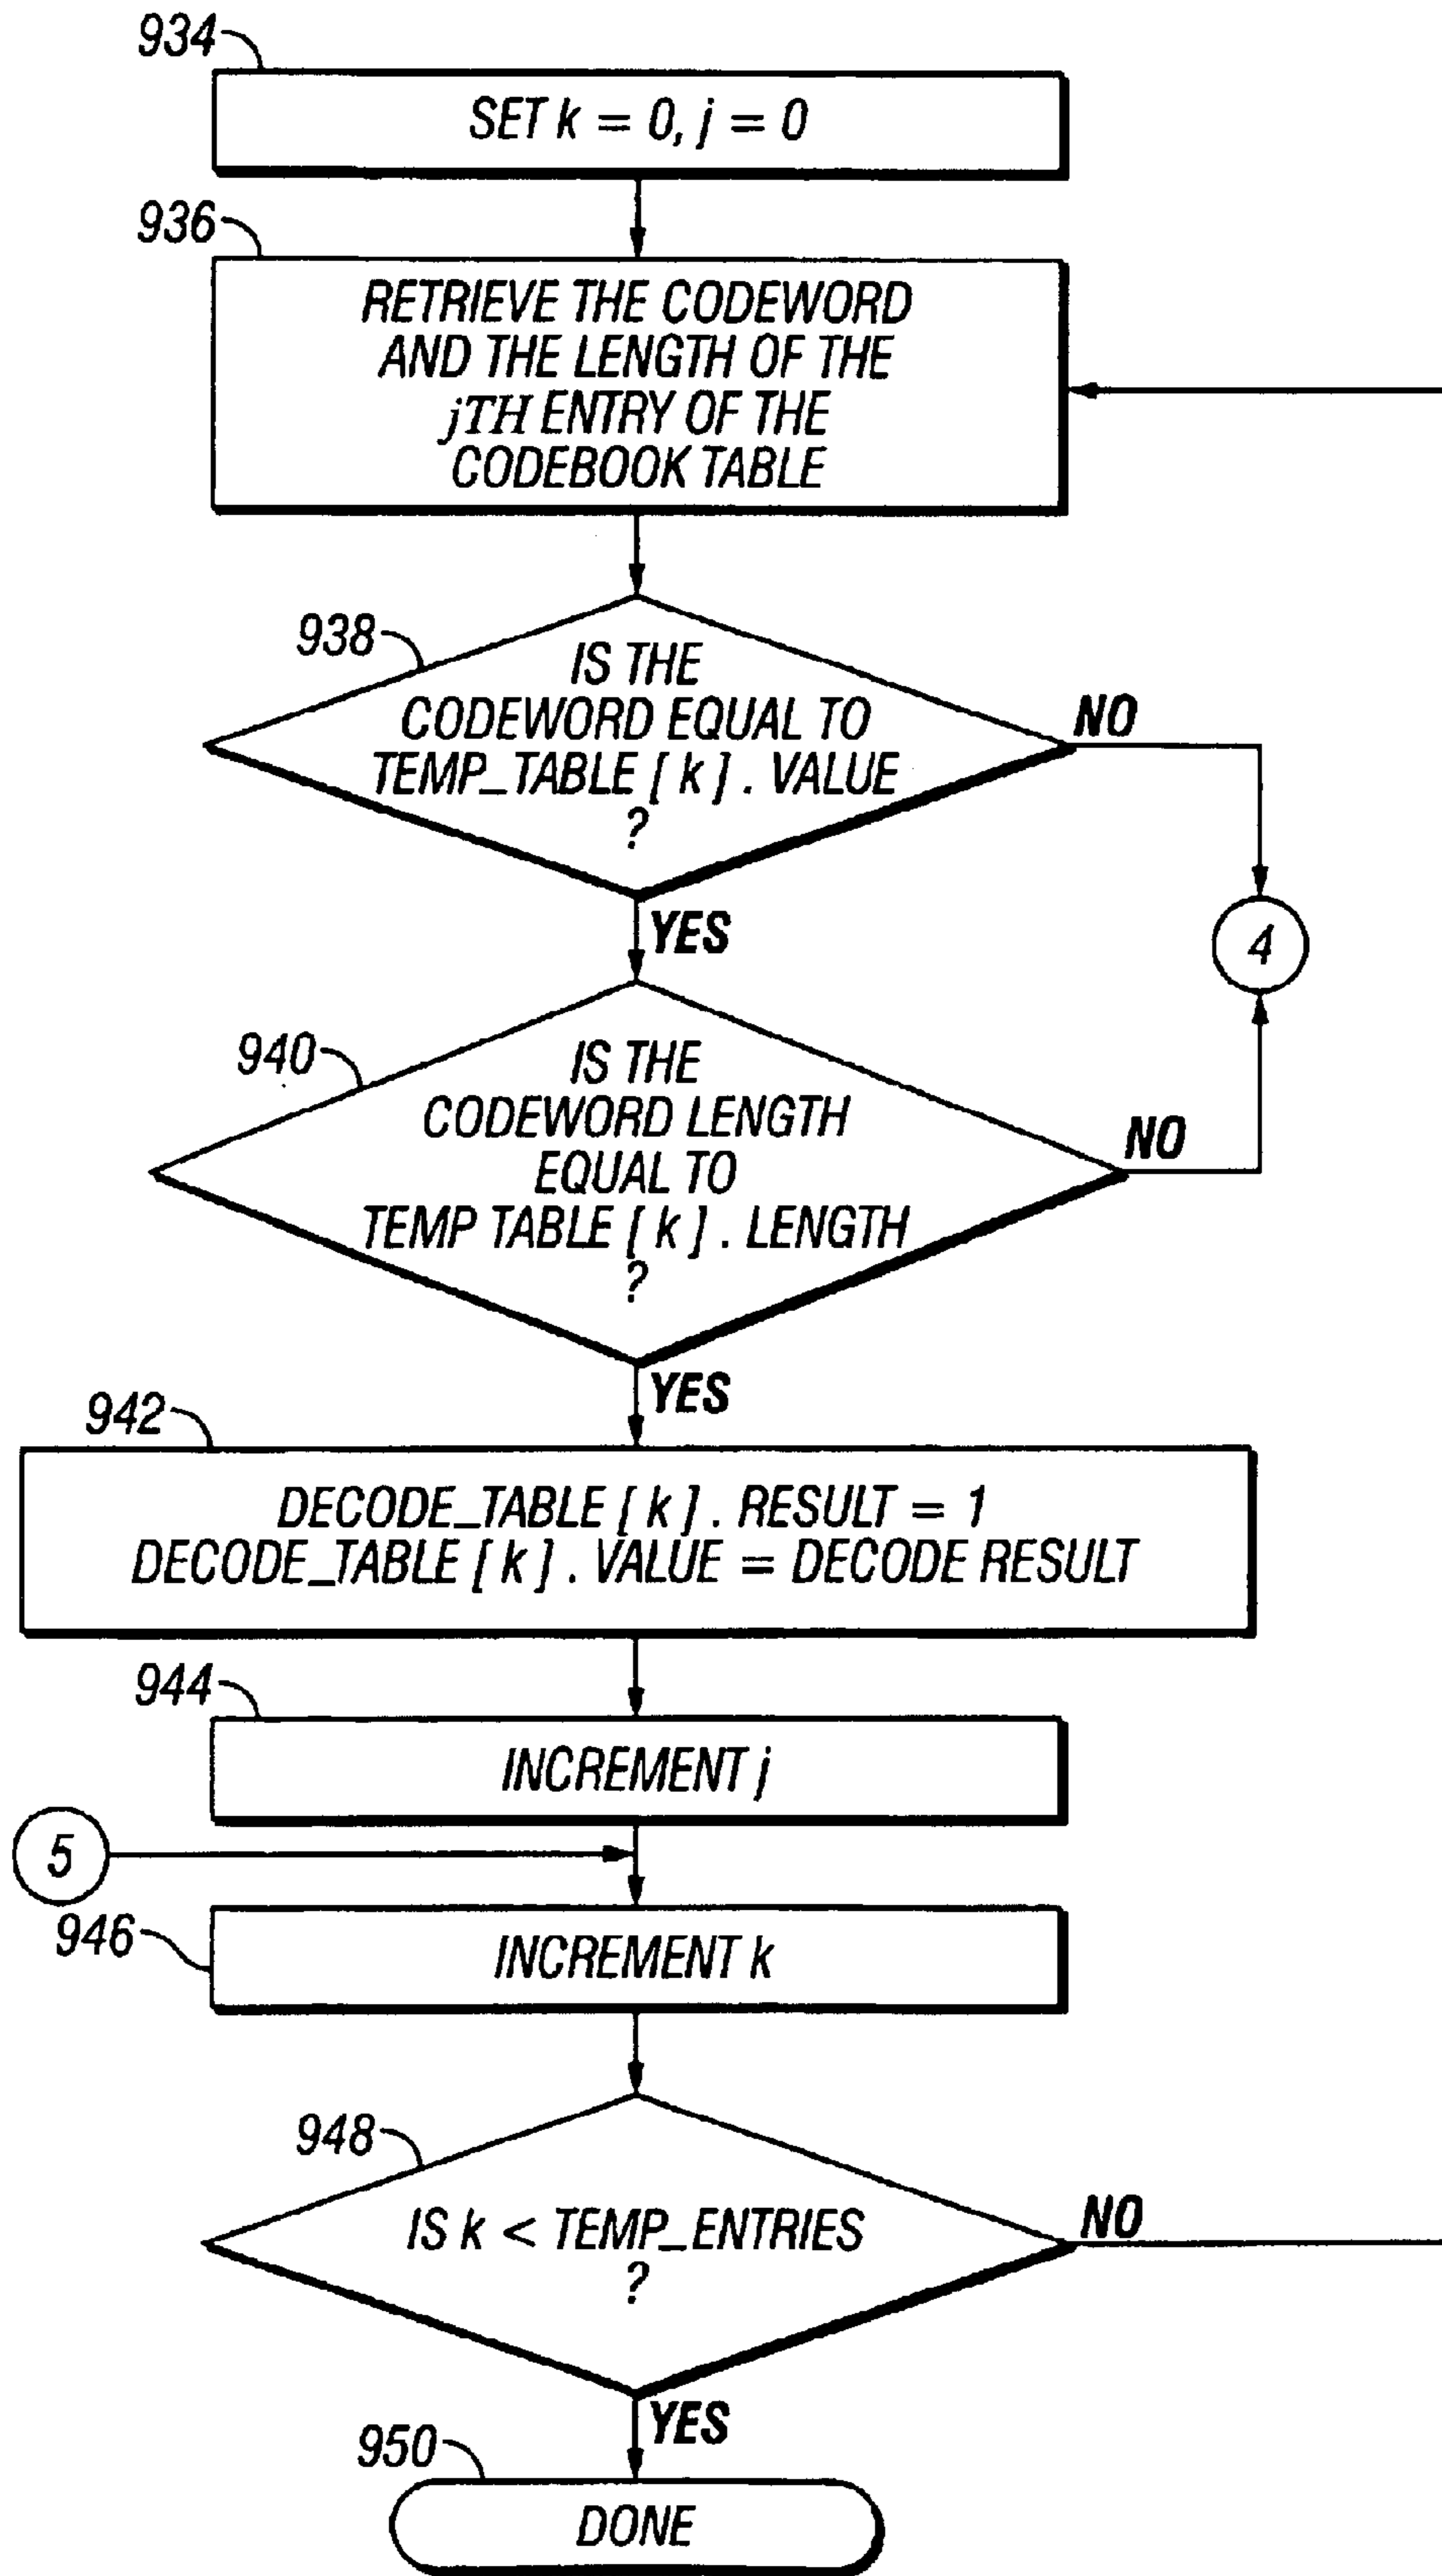 934
SET k = 0, j = 0
936
RETRIEVE THE CODEWORD
AND THE LENGTH OF THE
jTH ENTRY OF THE
CODEBOOK TABLE
938
IS THE
CODEWORD EQUAL TO
TEMP_TABLE [ k ] . VALUE
?
NO
YES
4
940
IS THE
CODEWORD LENGTH
EQUAL TO
TEMP TABLE [ k ] . LENGTH
?
NO
YES
942
DECODE_TABLE [ k ] . RESULT = 1
DECODE_TABLE [ k ] . VALUE = DECODE RESULT
944
INCREMENT j
5
946
INCREMENT k
948
IS k < TEMP_ENTRIES
?
NO
YES
950
DONE